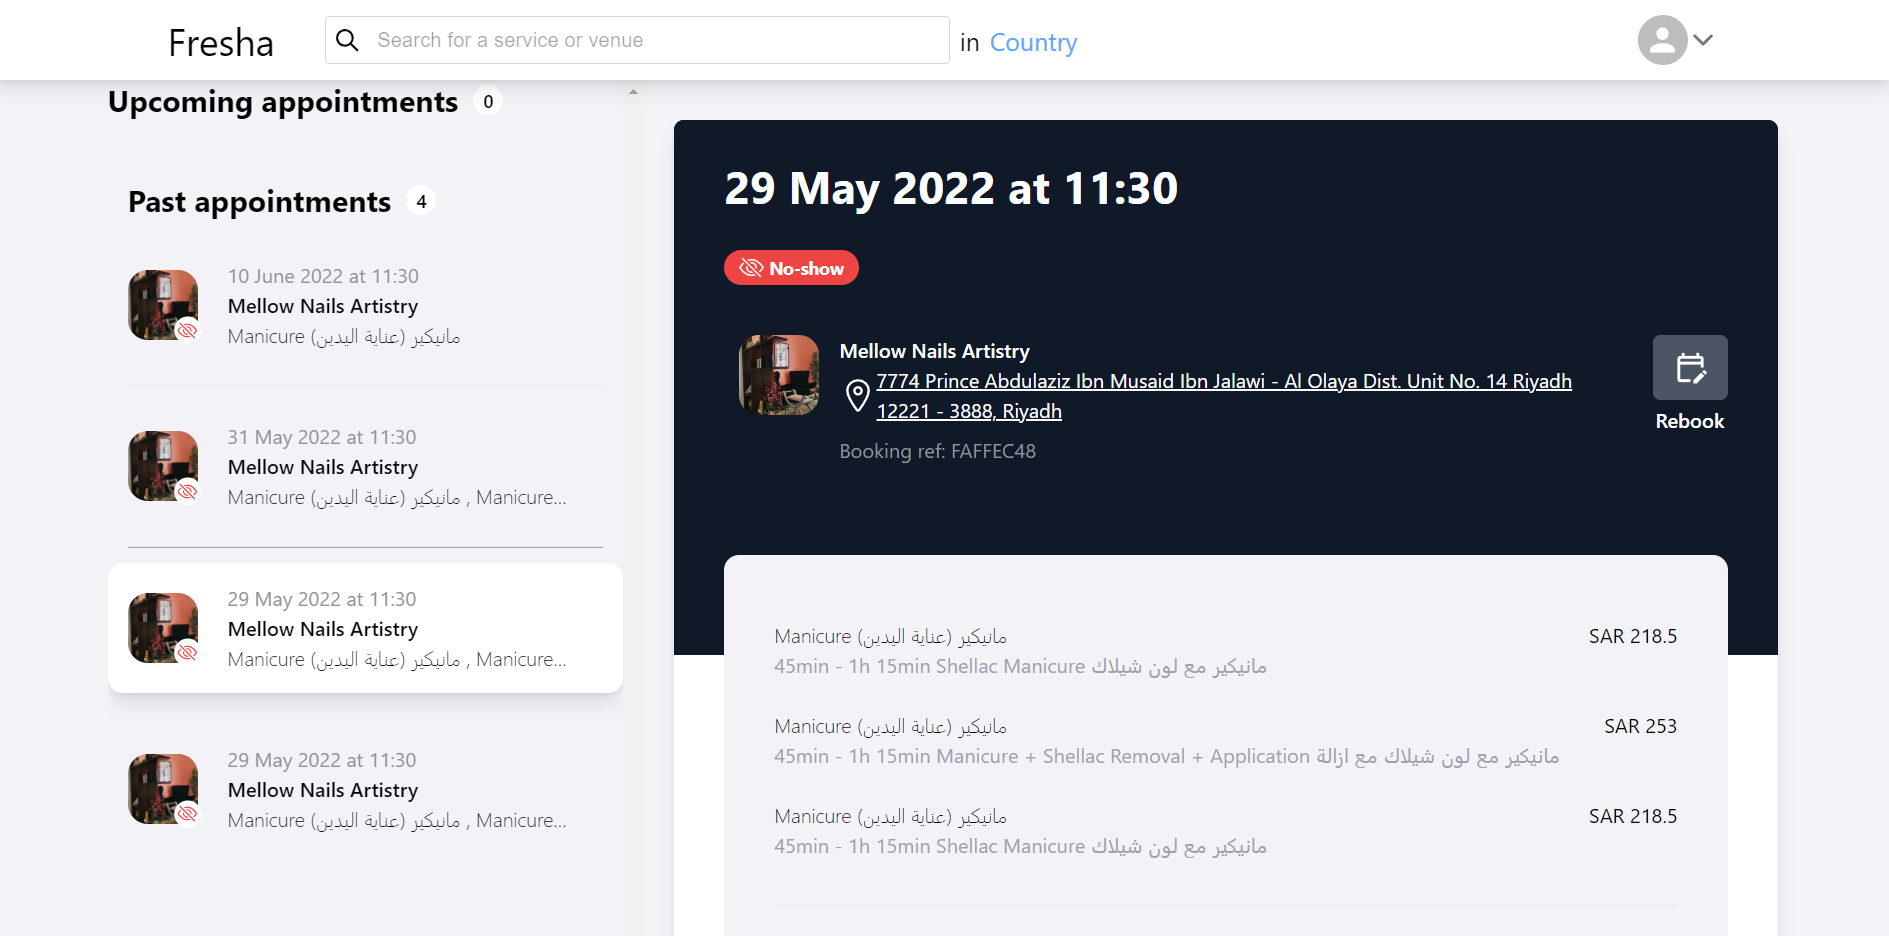 Fresha
Search for a service or venue
in Country
Upcoming appointments 0
Past appointments 4
10 June 2022 at 11:30
Mellow Nails Artistry
Manicure (عناية اليدين) مانيكير
31 May 2022 at 11:30
Mellow Nails Artistry
Manicure (عناية اليدين) مانيكير , Manicure...
29 May 2022 at 11:30
Mellow Nails Artistry
Manicure (عناية اليدين) مانيكير , Manicure...
29 May 2022 at 11:30
Mellow Nails Artistry
Manicure (عناية اليدين) مانيكير , Manicure...
29 May 2022 at 11:30
No-show
Mellow Nails Artistry
7774 Prince Abdulaziz Ibn Musaid Ibn Jalawi - Al Olaya Dist. Unit No. 14 Riyadh
12221 - 3888, Riyadh
Booking ref: FAFFEC48
Rebook
Manicure (عناية اليدين) مانيكير SAR 218.5
45min - 1h 15min Shellac Manicure مانيكير مع لون شيلاك
Manicure (عناية اليدين) مانيكير SAR 253
45min - 1h 15min Manicure + Shellac Removal + Application مانيكير مع لون شيلاك مع ازالة
Manicure (عناية اليدين) مانيكير SAR 218.5
45min - 1h 15min Shellac Manicure مانيكير مع لون شيلاك